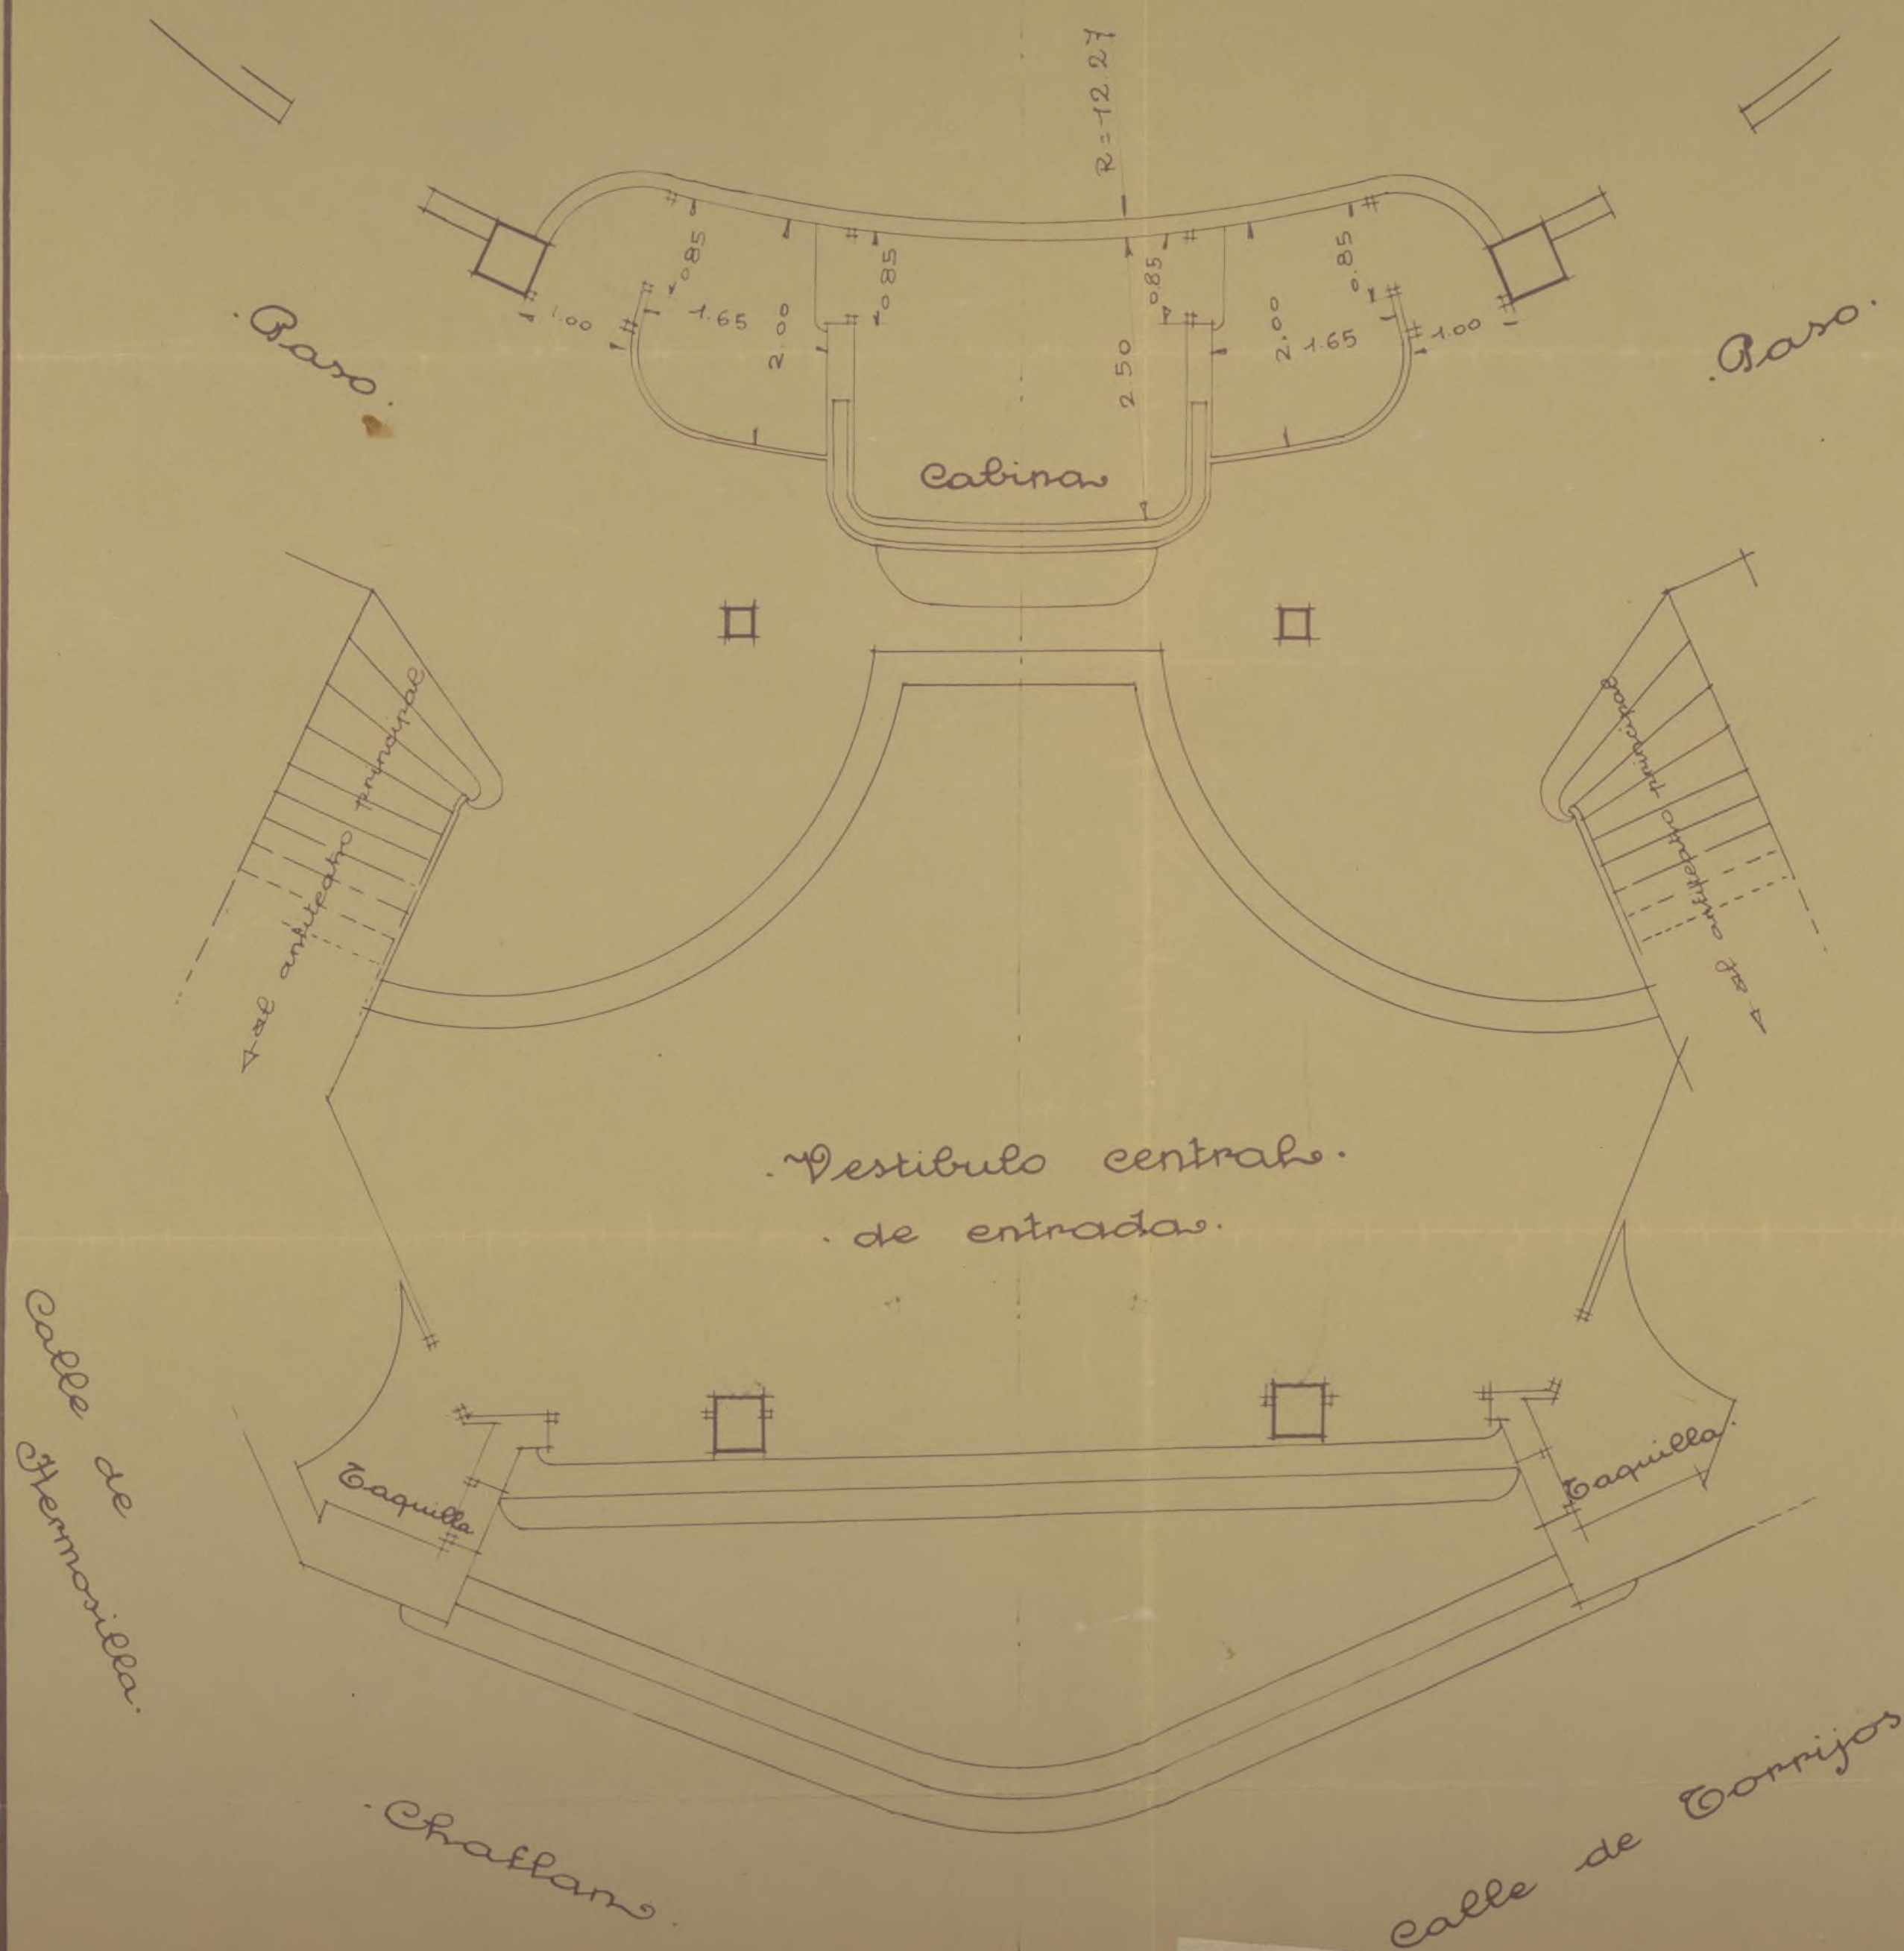 R=12.27
0.85
0.85
0.85
0.85
1.00
1.65
2.00
2.50
2.00
1.65
1.00
.Paso.
.Paso.
Cabina
al anfiteatro principal
al anfiteatro principal
.Vestibulo central.
.de entrada.
Calle de
Hermosilla.
Taquilla
Taquilla.
.Chaflan.
Calle de Torrijos